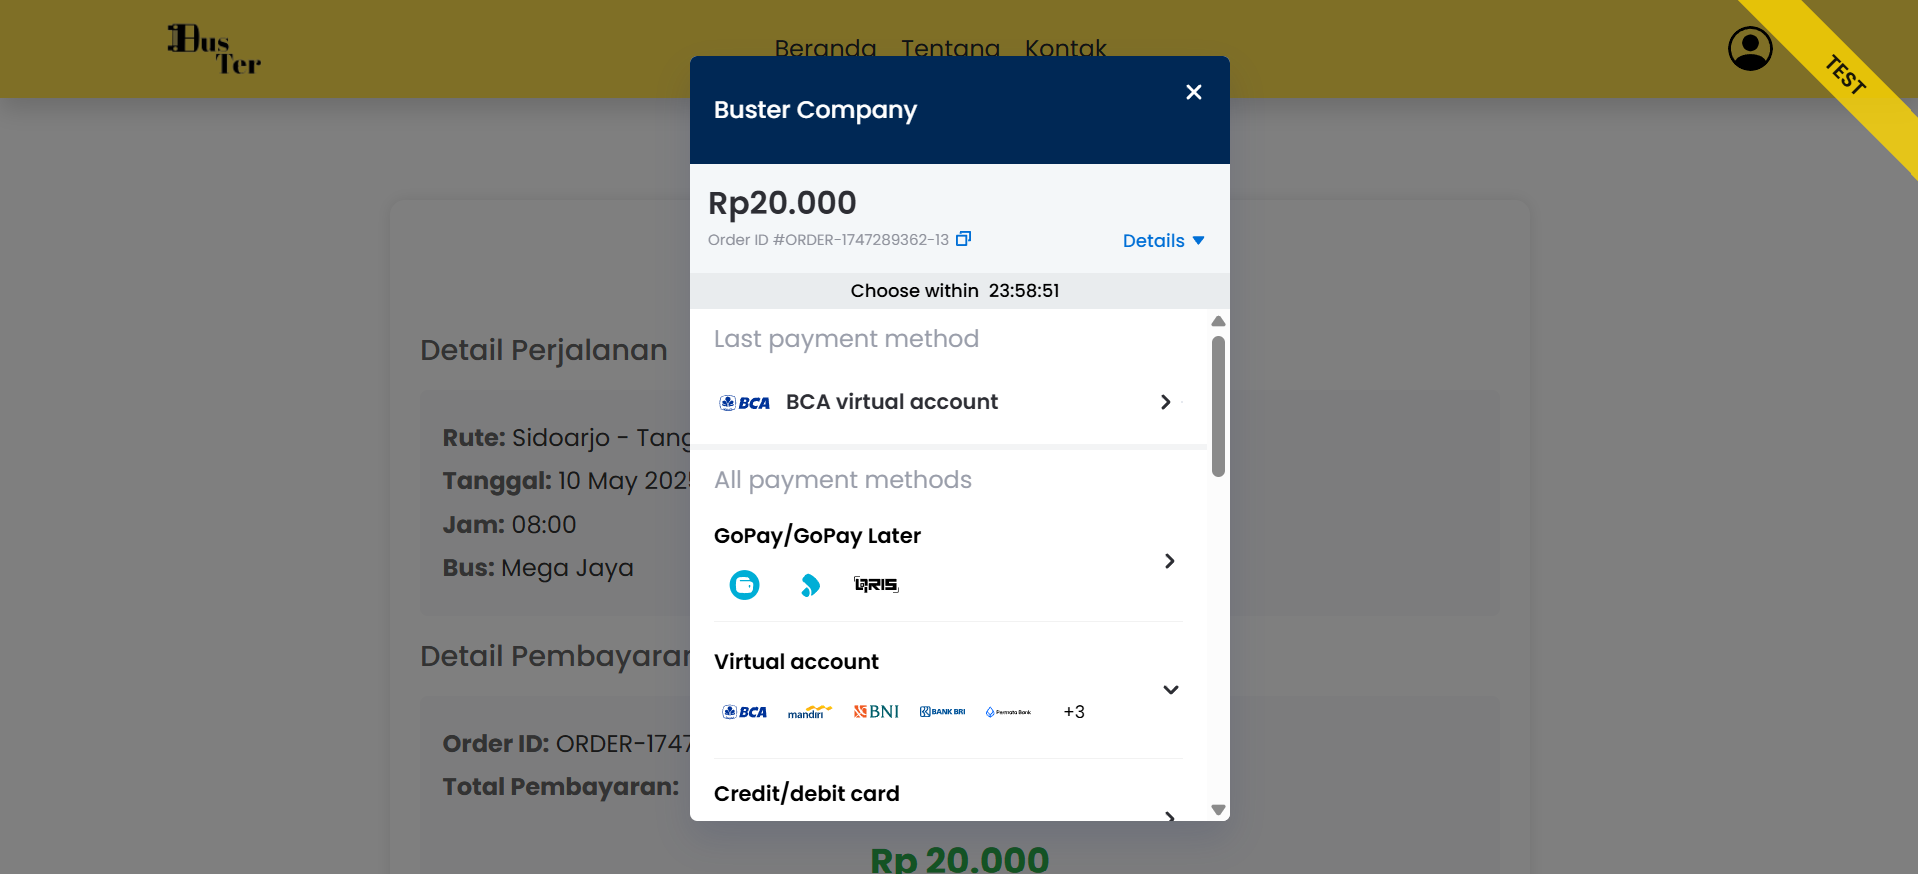 Bus
Ter
Beranda Tentang Kontak
TEST
Buster Company
Rp20.000
Order ID #ORDER-1747289362-13
Details
Choose within 23:58:51
Last payment method
BCA BCA virtual account
All payment methods
GoPay/GoPay Later
QRIS
Virtual account
BCA mandiri BNI BANK BRI Permata Bank +3
Credit/debit card
Detail Perjalanan
Rute: Sidoarjo - Tang
Tanggal: 10 May 2025
Jam: 08:00
Bus: Mega Jaya
Detail Pembayaran
Order ID: ORDER-1747
Total Pembayaran:
Rp 20.000